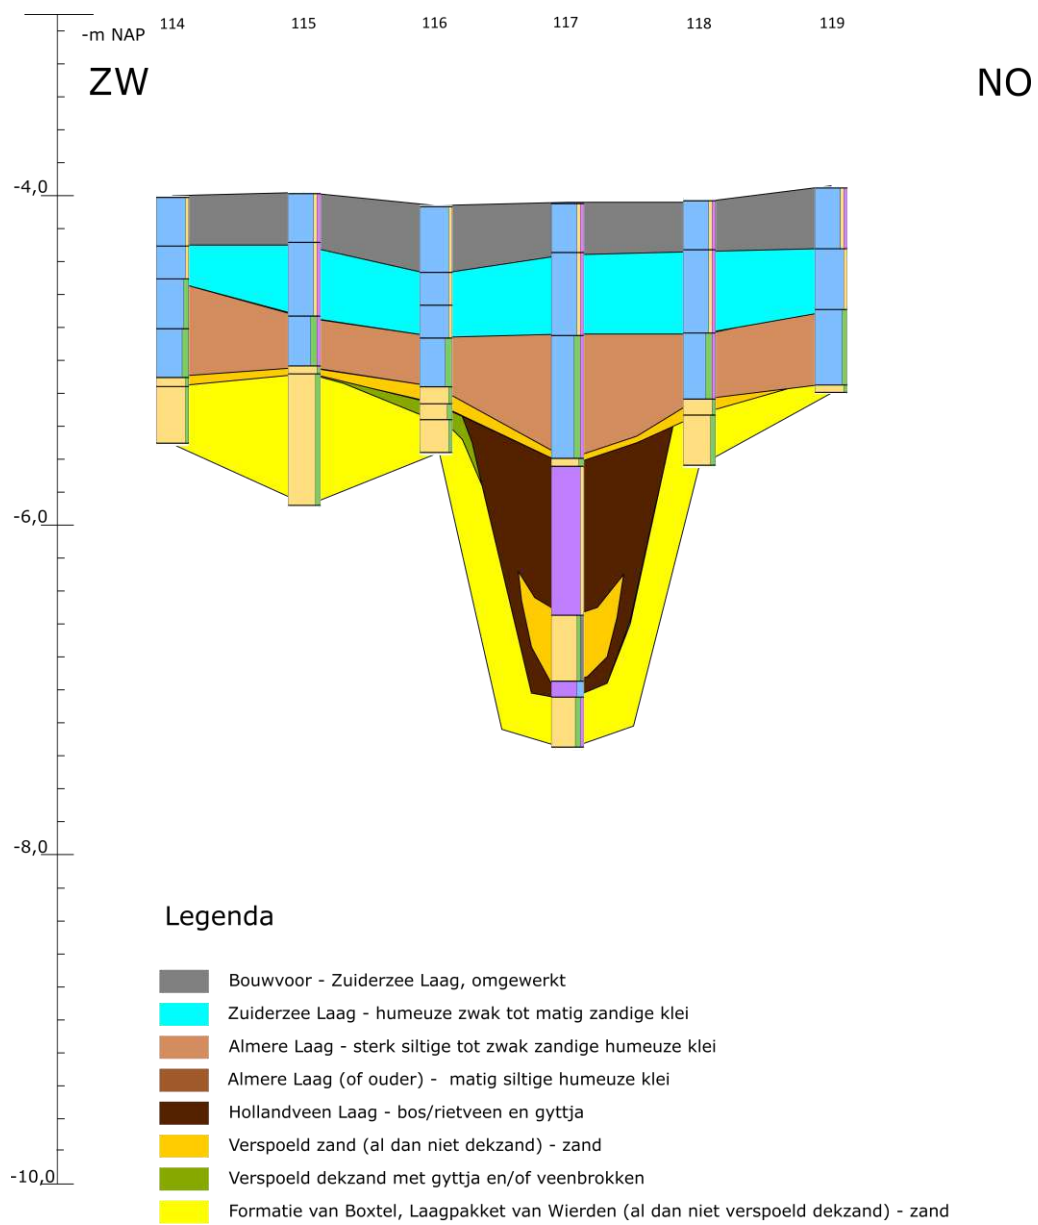 114 115 116 117 118 119
-m NAP
ZW NO
-4,0
-6,0
-8,0
-10,0
Legenda
Bouwvoor - Zuiderzee Laag, omgewerkt
Zuiderzee Laag - humeuze zwak tot matig zandige klei
Almere Laag - sterk siltige tot zwak zandige humeuze klei
Almere Laag (of ouder) - matig siltige humeuze klei
Hollandveen Laag - bos/rietveen en gyttja
Verspoeld zand (al dan niet dekzand) - zand
Verspoeld dekzand met gyttja en/of veenbrokken
Formatie van Boxtel, Laagpakket van Wierden (al dan niet verspoeld dekzand) - zand